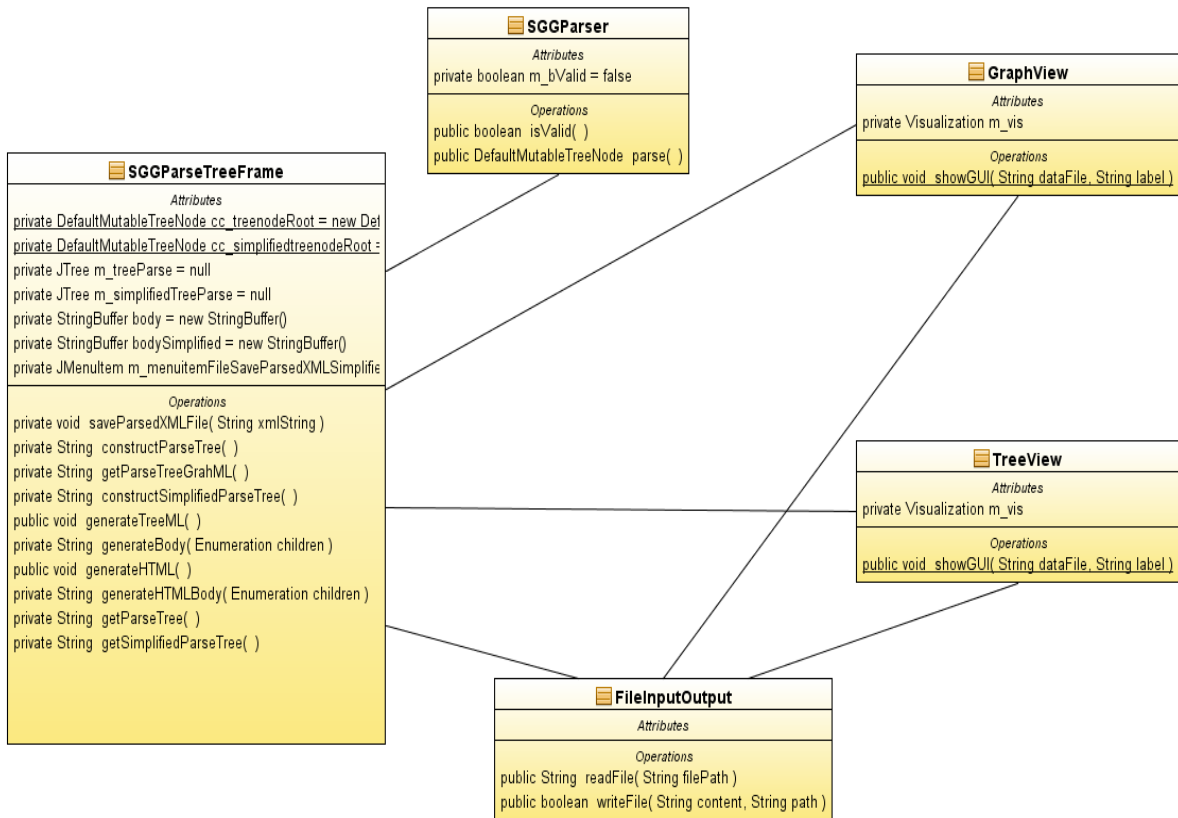 SGGParser
Attributes
private boolean m_bValid = false
Operations
public boolean isValid( )
public DefaultMutableTreeNode parse( )
GraphView
Attributes
private Visualization m_vis
Operations
public void showGUI( String dataFile, String label )
SGGParseTreeFrame
Attributes
private DefaultMutableTreeNode cc_treenodeRoot = new Def
private DefaultMutableTreeNode cc_simplifiedtreenodeRoot =
private JTree m_treeParse = null
private JTree m_simplifiedTreeParse = null
private StringBuffer body = new StringBuffer()
private StringBuffer bodySimplified = new StringBuffer()
private JMenuItem m_menuitemFileSaveParsedXMLSimplifie
Operations
private void saveParsedXMLFile( String xmlString )
private String constructParseTree( )
private String getParseTreeGrahML( )
private String constructSimplifiedParseTree( )
public void generateTreeML( )
private String generateBody( Enumeration children )
public void generateHTML( )
private String generateHTMLBody( Enumeration children )
private String getParseTree( )
private String getSimplifiedParseTree( )
TreeView
Attributes
private Visualization m_vis
Operations
public void showGUI( String dataFile, String label )
FileInputOutput
Attributes
Operations
public String readFile( String filePath )
public boolean writeFile( String content, String path )